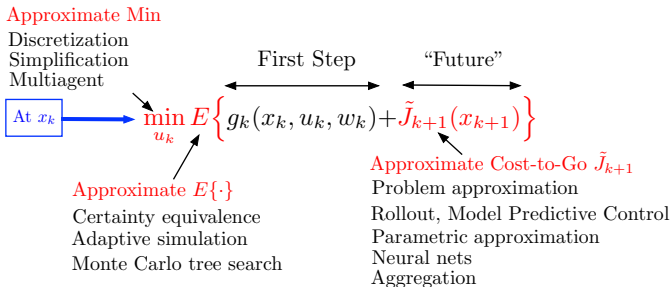 Approximate Min
Discretization
Simplification
Multiagent
First Step
“Future”
At x_k
min_{u_k} E{g_k(x_k, u_k, w_k)+J̃_{k+1}(x_{k+1})}
Approximate E{·}
Certainty equivalence
Adaptive simulation
Monte Carlo tree search
Approximate Cost-to-Go J̃_{k+1}
Problem approximation
Rollout, Model Predictive Control
Parametric approximation
Neural nets
Aggregation